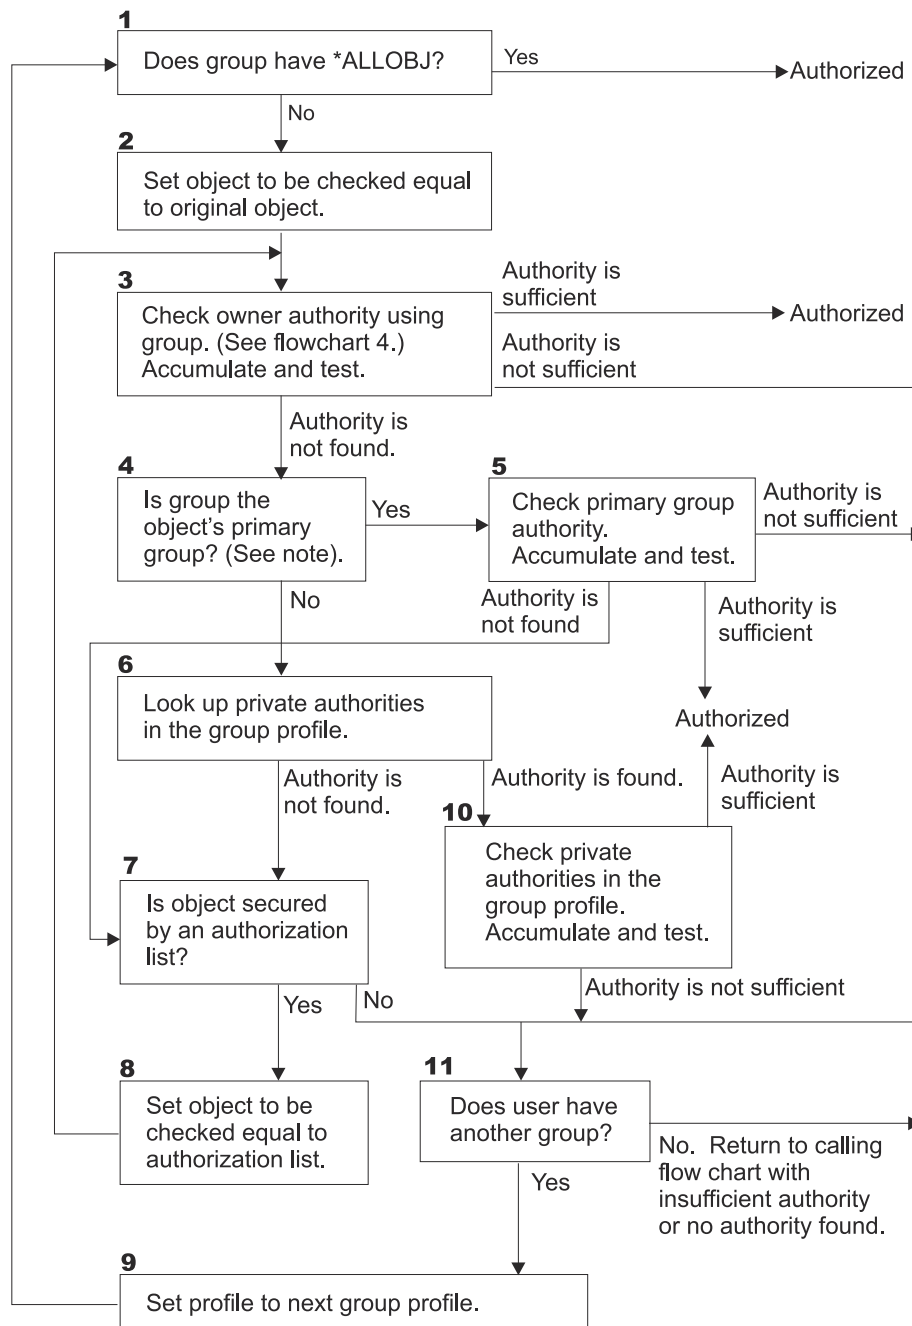 1
Does group have *ALLOBJ?
Yes
Authorized
No
2
Set object to be checked equal
to original object.
3
Check owner authority using
group. (See flowchart 4.)
Accumulate and test.
Authority is
sufficient
Authorized
Authority is
not sufficient
Authority is
not found.
4
Is group the
object's primary
group? (See note).
Yes
5
Check primary group
authority.
Accumulate and test.
Authority is
not sufficient
No
Authority is
not found
Authority is
sufficient
6
Look up private authorities
in the group profile.
Authorized
Authority is
not found.
Authority is found.
Authority is
sufficient
10
Check private
authorities in the
group profile.
Accumulate and test.
7
Is object secured
by an authorization
list?
Yes
No
Authority is not sufficient
8
Set object to be
checked equal to
authorization list.
11
Does user have
another group?
No. Return to calling
flow chart with
insufficient authority
or no authority found.
Yes
9
Set profile to next group profile.